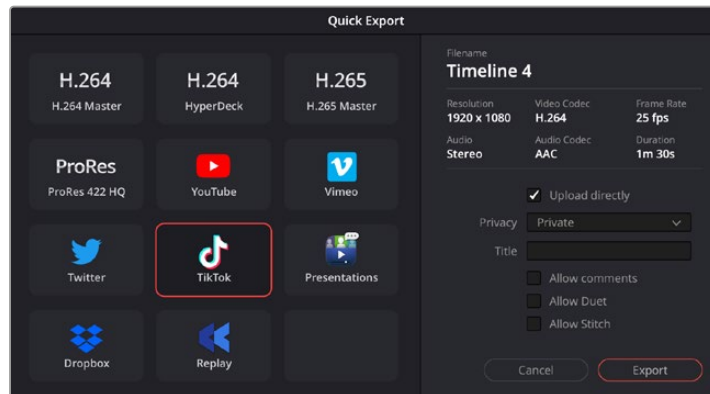 Quick Export
H.264
H.264 Master
H.264
HyperDeck
H.265
H.265 Master
ProRes
ProRes 422 HQ
YouTube
Vimeo
Twitter
TikTok
Presentations
Dropbox
Replay
Filename
Timeline 4
Resolution Video Codec Frame Rate
1920 x 1080 H.264 25 fps
Audio Audio Codec Duration
Stereo AAC 1m 30s
Upload directly
Privacy Private
Title
Allow comments
Allow Duet
Allow Stitch
Cancel Export